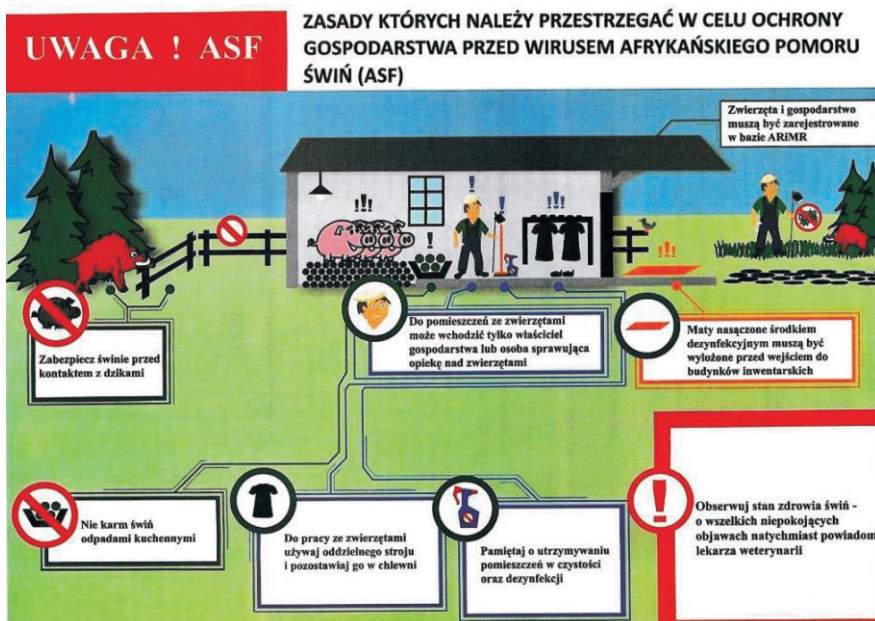 UWAGA ! ASF
ZASADY KTÓRYCH NALEŻY PRZESTRZEGAĆ W CELU OCHRONY
GOSPODARSTWA PRZED WIRUSEM AFRYKAŃSKIEGO POMORU
ŚWIŃ (ASF)
Zwierzęta i gospodarstwo
muszą być zarejestrowane
w bazie ARiMR
!!!
!
!
!!!
!!!
Zabezpiecz świnie przed
kontaktem z dzikami
Do pomieszczeń ze zwierzętami
może wchodzić tylko właściciel
gospodarstwa lub osoba sprawująca
opiekę nad zwierzętami
Maty nasączone środkiem
dezynfekcyjnym muszą być
wyłożone przed wejściem do
budynków inwentarskich
Nie karm świń
odpadami kuchennymi
Do pracy ze zwierzętami
używaj oddzielnego stroju
i pozostawiaj go w chlewni
Pamiętaj o utrzymywaniu
pomieszczeń w czystości
oraz dezynfekcji
!
Obserwuj stan zdrowia świń -
o wszelkich niepokojących
objawach natychmiast powiadom
lekarza weterynarii